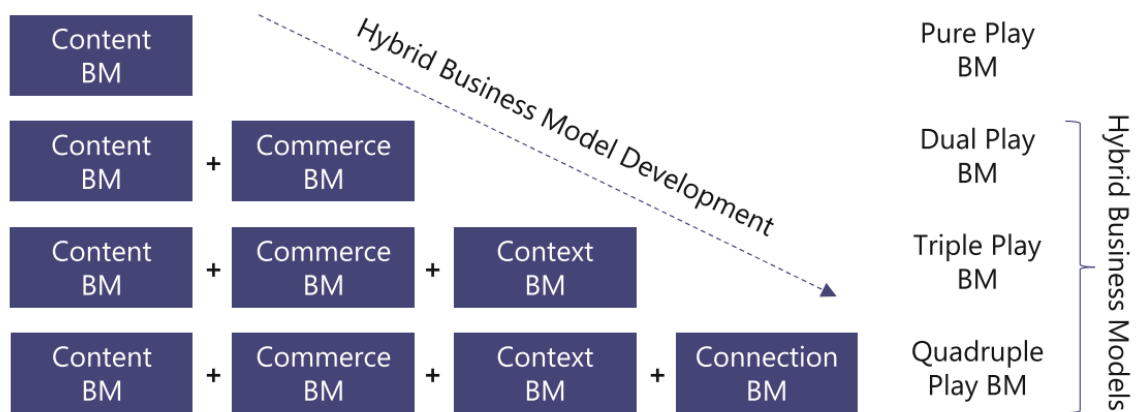 Content
BM
Hybrid Business Model Development
Pure Play
BM
Content
BM
+
Commerce
BM
Dual Play
BM
Content
BM
+
Commerce
BM
+
Context
BM
Triple Play
BM
Content
BM
+
Commerce
BM
+
Context
BM
+
Connection
BM
Quadruple
Play BM
Hybrid Business Models